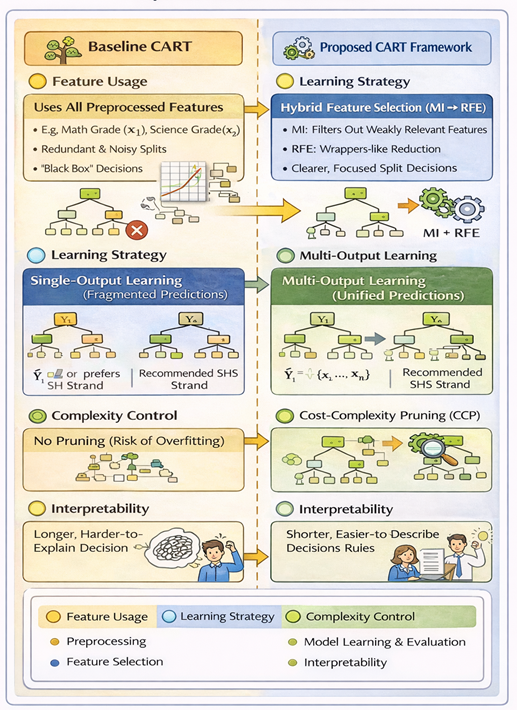 Baseline CART
Proposed CART Framework
Feature Usage
Learning Strategy
Uses All Preprocessed Features
• E.g, Math Grade (x₁), Science Grade(x₂)
• Redundant & Noisy Splits
• "Black Box" Decisions
Hybrid Feature Selection (MI → RFE)
• MI: Filters Out Weakly Relevant Features
• RFE: Wrappers-like Reduction
• Clearer, Focused Split Decisions
MI + RFE
Learning Strategy
Multi-Output Learning
Single-Output Learning
(Fragmented Predictions)
Y₁
Ŷ₁ or prefers
SH Strand
Recommended SHS
Strand
Multi-Output Learning
(Unified Predictions)
Y₁
Ŷ₁ = {x₁ ..., xₙ}
Recommended
SHS Strand
Complexity Control
Cost-Complexity Pruning (CCP)
No Pruning (Risk of Overfitting)
Interpretability
Interpretability
Longer, Harder-to-
Explain Decision
Shorter, Easier-to Describe
Decisions Rules
Feature Usage
Learning Strategy
Complexity Control
Preprocessing
Model Learning & Evaluation
Feature Selection
Interpretability